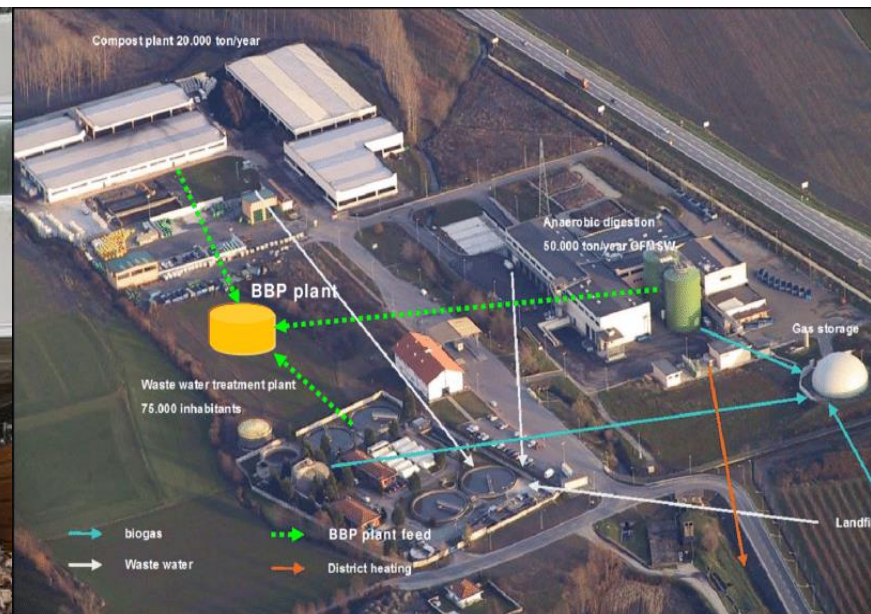 Compost plant 20.000 ton/year
Anaerobic digestion
50.000 ton/year OFMSW
BBP plant
Gas storage
Waste water treatment plant
75.000 inhabitants
biogas
BBP plant feed
Landfi
Waste water
District heating